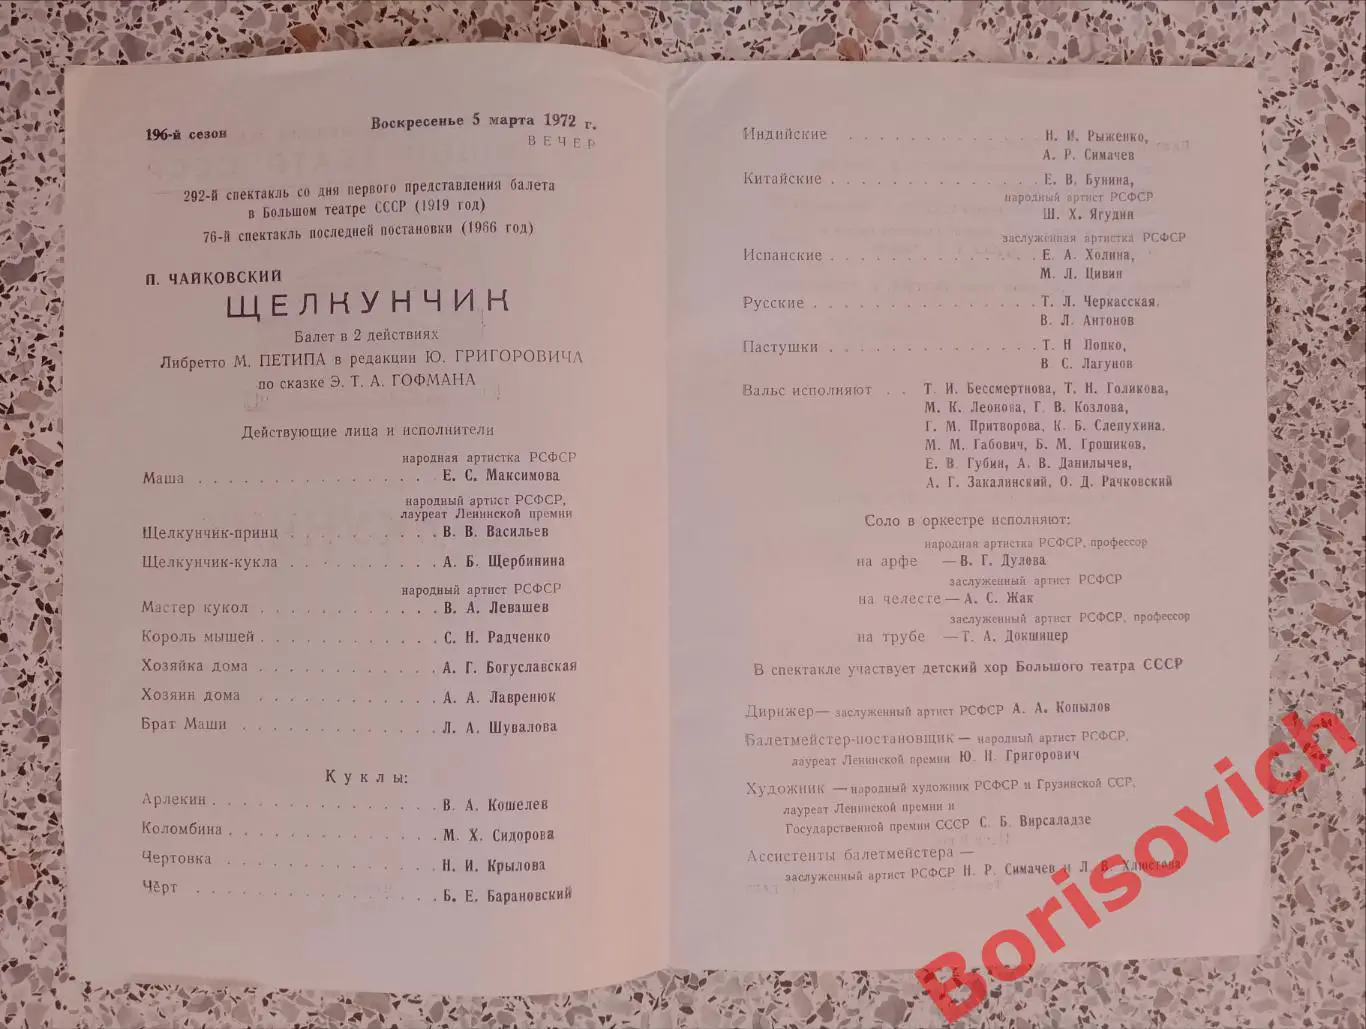 196-й сезон
Воскресенье 5 марта 1972 г.
ВЕЧЕР
292-й спектакль со дня первого представления балета
в Большом театре СССР (1919 год)
76-й спектакль последней постановки (1966 год)
П. ЧАЙКОВСКИЙ
ЩЕЛКУНЧИК
Балет в 2 действиях
Либретто М. ПЕТИПА в редакции Ю. ГРИГОРОВИЧА
по сказке Э. Т. А. ГОФМАНА
Действующие лица и исполнители
народная артистка РСФСР
Маша . . . . . . . . . . . . . . . . Е. С. Максимова
народный артист РСФСР,
лауреат Ленинской премии
Щелкунчик-принц . . . . . . . . . . . В. В. Васильев
Щелкунчик-кукла . . . . . . . . . . . А. Б. Щербинина
народный артист РСФСР
Мастер кукол . . . . . . . . . . . . В. А. Левашев
Король мышей . . . . . . . . . . . . С. Н. Радченко
Хозяйка дома . . . . . . . . . . . . А. Г. Богуславская
Хозяин дома . . . . . . . . . . . . А. А. Лавренюк
Брат Маши . . . . . . . . . . . . . Л. А. Шувалова
Куклы:
Арлекин . . . . . . . . . . . . . . В. А. Кошелев
Коломбина . . . . . . . . . . . . . М. Х. Сидорова
Чертовка . . . . . . . . . . . . . Н. И. Крылова
Чёрт . . . . . . . . . . . . . . . Б. Е. Барановский
Индийские . . . . . . . . . . . . . Н. И. Рыженко,
А. Р. Симачев
Китайские . . . . . . . . . . . . . . Е. В. Бунина,
народный артист РСФСР
Ш. Х. Ягудин
заслуженная артистка РСФСР
Испанские . . . . . . . . . . . . . . Е. А. Холина,
М. Л. Цивин
Русские . . . . . . . . . . . . . . . Т. Л. Черкасская,
В. Л. Антонов
Пастушки . . . . . . . . . . . . . . Т. Н Попко,
В С. Лагунов
Вальс исполняют . . Т. И. Бессмертнова, Т. Н. Голикова,
М. К. Леонова, Г. В. Козлова,
Г. М. Притворова, К. Б. Слепухина,
М. М. Габович, Б. М. Грошиков,
Е. В Губин, А. В. Данилычев,
А. Г. Закалинский, О. Д. Рачковский
Соло в оркестре исполняют:
народная артистка РСФСР, профессор
на арфе — В. Г. Дулова
заслуженный артист РСФСР
на челесте — А. С. Жак
заслуженный артист РСФСР, профессор
на трубе — Т. А. Докшицер
В спектакле участвует детский хор Большого театра СССР
Дирижер — заслуженный артист РСФСР А. А. Копылов
Балетмейстер-постановщик — народный артист РСФСР,
лауреат Ленинской премии Ю. Н. Григорович
Художник — народный художник РСФСР и Грузинской ССР,
лауреат Ленинской премии и
Государственной премии СССР С. Б. Вирсаладзе
Ассистенты балетмейстера —
заслуженный артист РСФСР Н. Р. Симачев и Л. В. Хлюстова
Borisovich